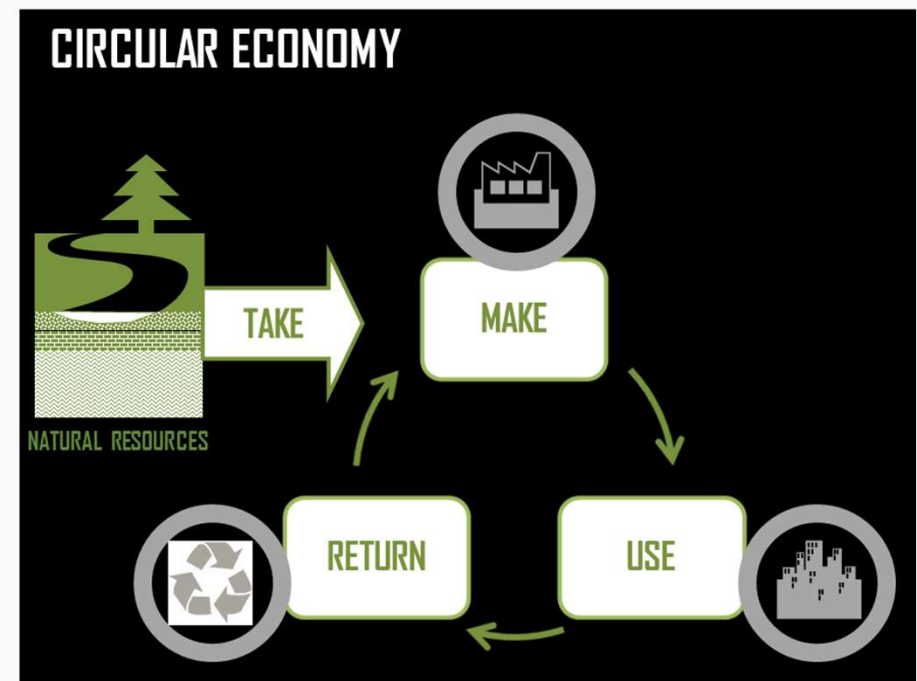 CIRCULAR ECONOMY
TAKE
MAKE
NATURAL RESOURCES
RETURN
USE